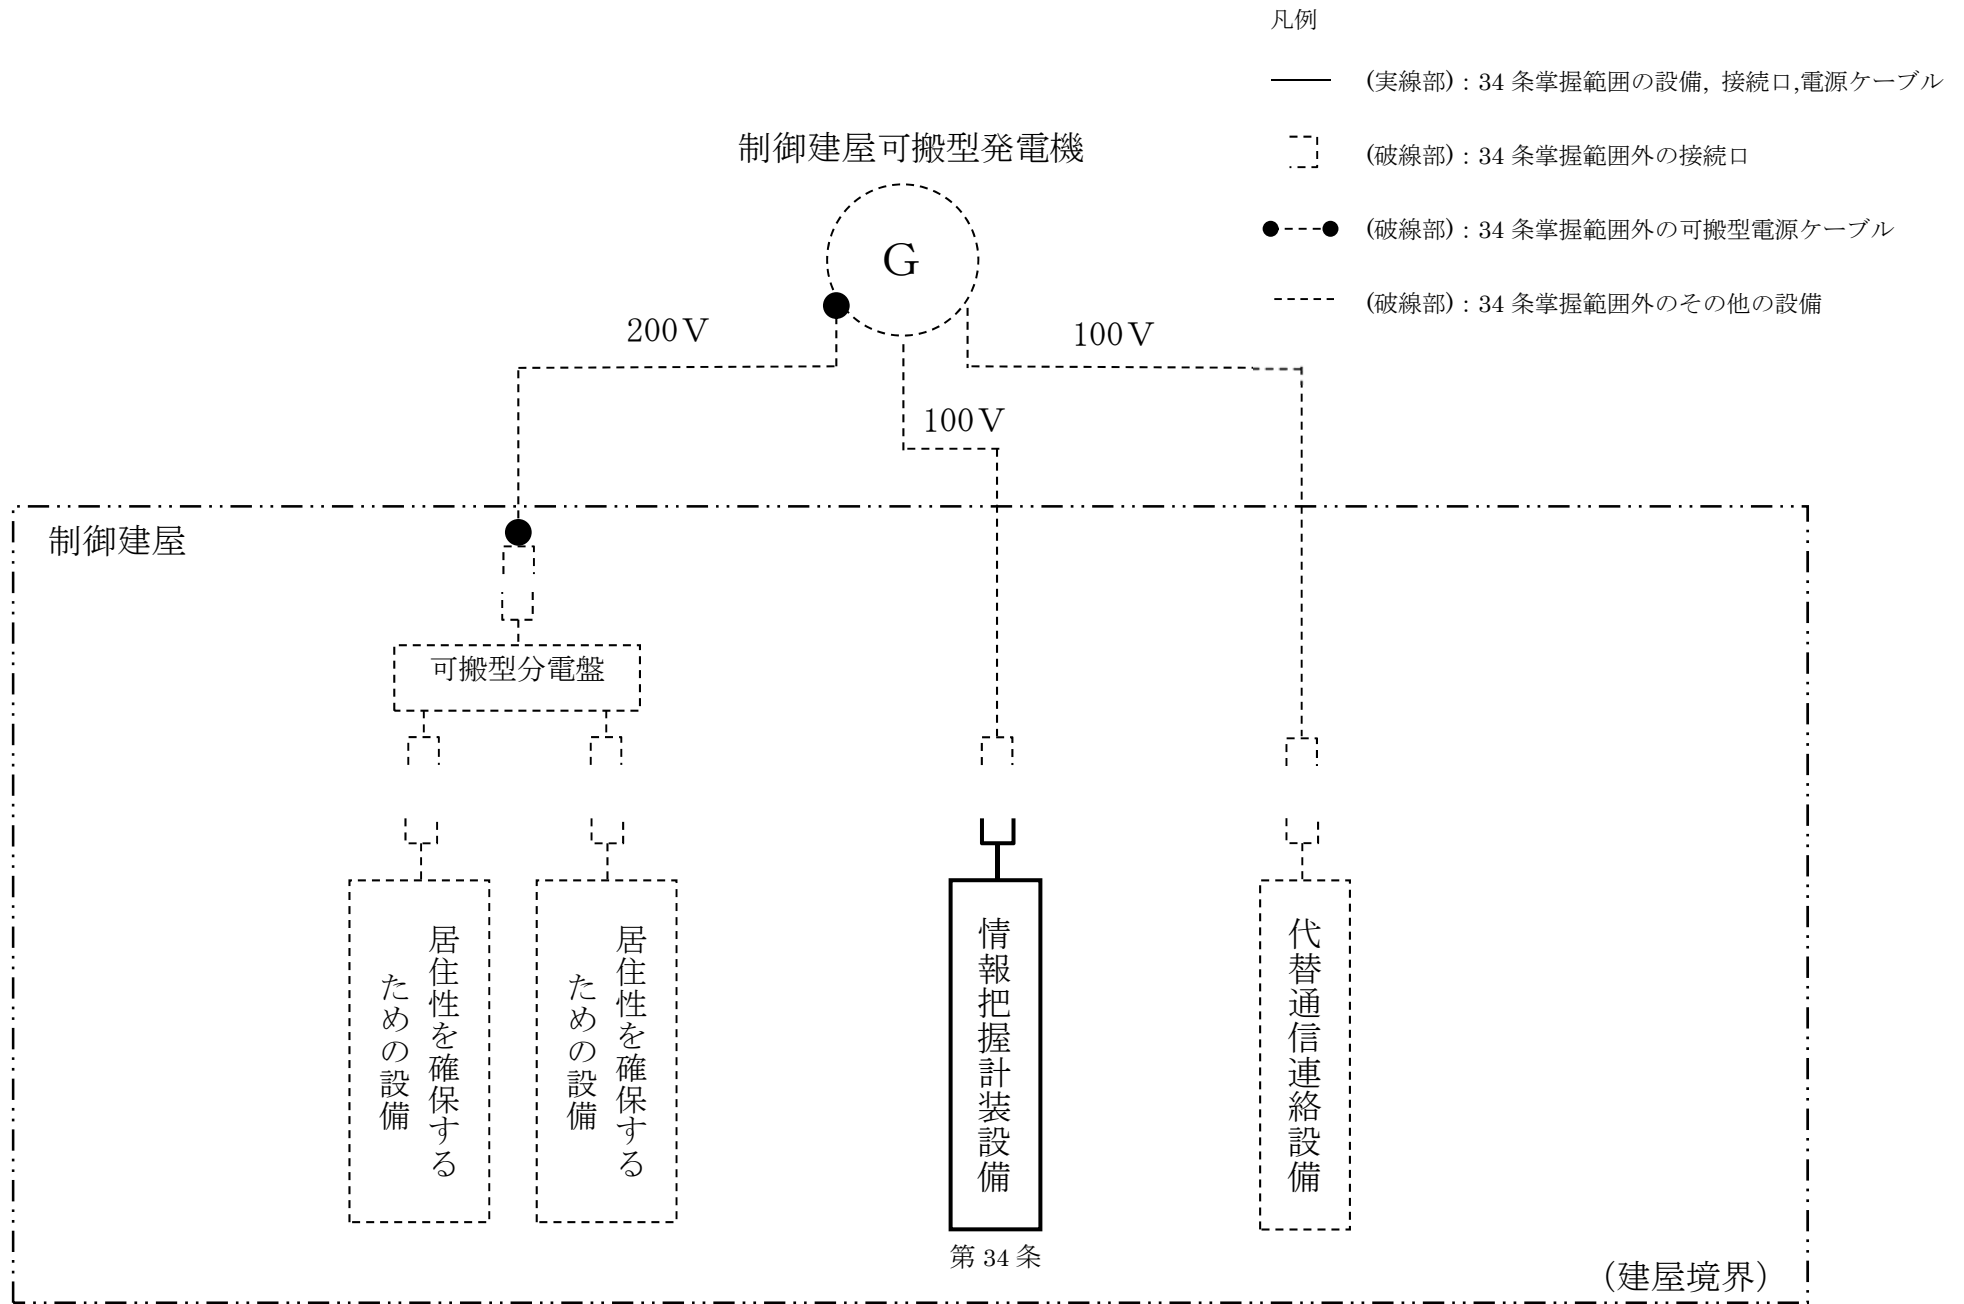 凡例
(実線部)：34 条掌握範囲の設備, 接続口,電源ケーブル
(破線部)：34 条掌握範囲外の接続口
(破線部)：34 条掌握範囲外の可搬型電源ケーブル
(破線部)：34 条掌握範囲外のその他の設備
制御建屋可搬型発電機
G
200V
100V
100V
制御建屋
可搬型分電盤
居住性を確保する
ための設備
居住性を確保する
ための設備
情報把握計装設備
代替通信連絡設備
第 34 条
（建屋境界）